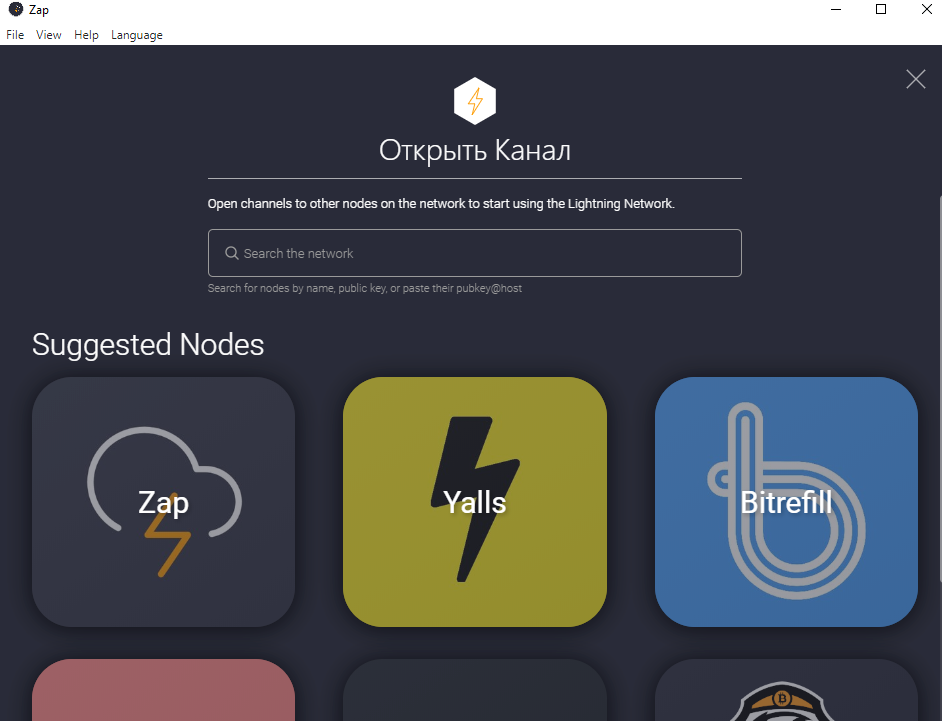 Zap
File View Help Language
Открыть Канал
Open channels to other nodes on the network to start using the Lightning Network.
Search the network
Search for nodes by name, public key, or paste their pubkey@host
Suggested Nodes
Zap Yalls Bitrefill